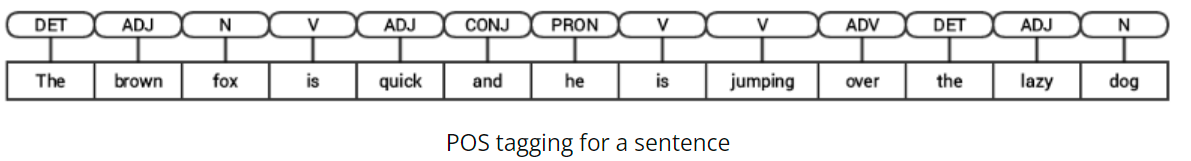 DET ADJ N V ADJ CONJ PRON V V ADV DET ADJ N
The brown fox is quick and he is jumping over the lazy dog
POS tagging for a sentence